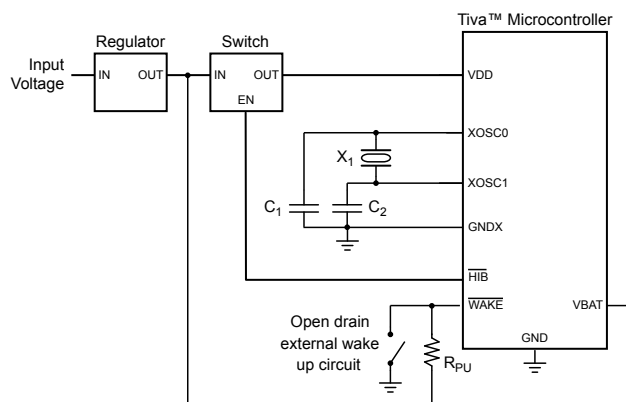 Tiva™ Microcontroller
Regulator
Switch
Input
Voltage
IN
OUT
IN
OUT
EN
VDD
XOSC0
X1
XOSC1
C1
C2
GNDX
HIB
WAKE
VBAT
Open drain
external wake
up circuit
RPU
GND